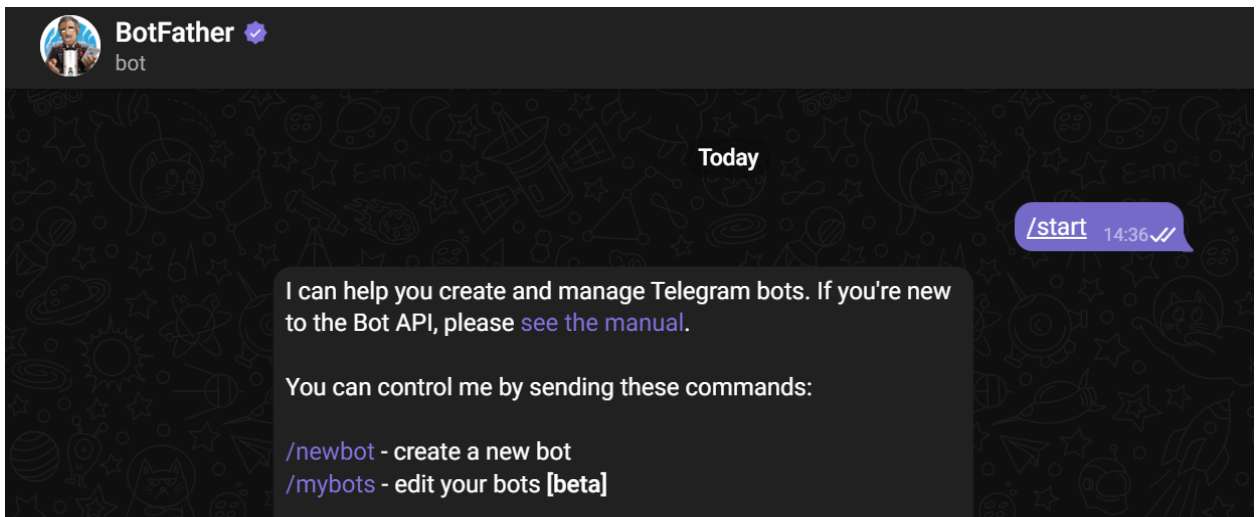 BotFather
bot
Today
/start 14:36
I can help you create and manage Telegram bots. If you're new
to the Bot API, please see the manual.
You can control me by sending these commands:
/newbot - create a new bot
/mybots - edit your bots [beta]
E=mc²
E=mc²